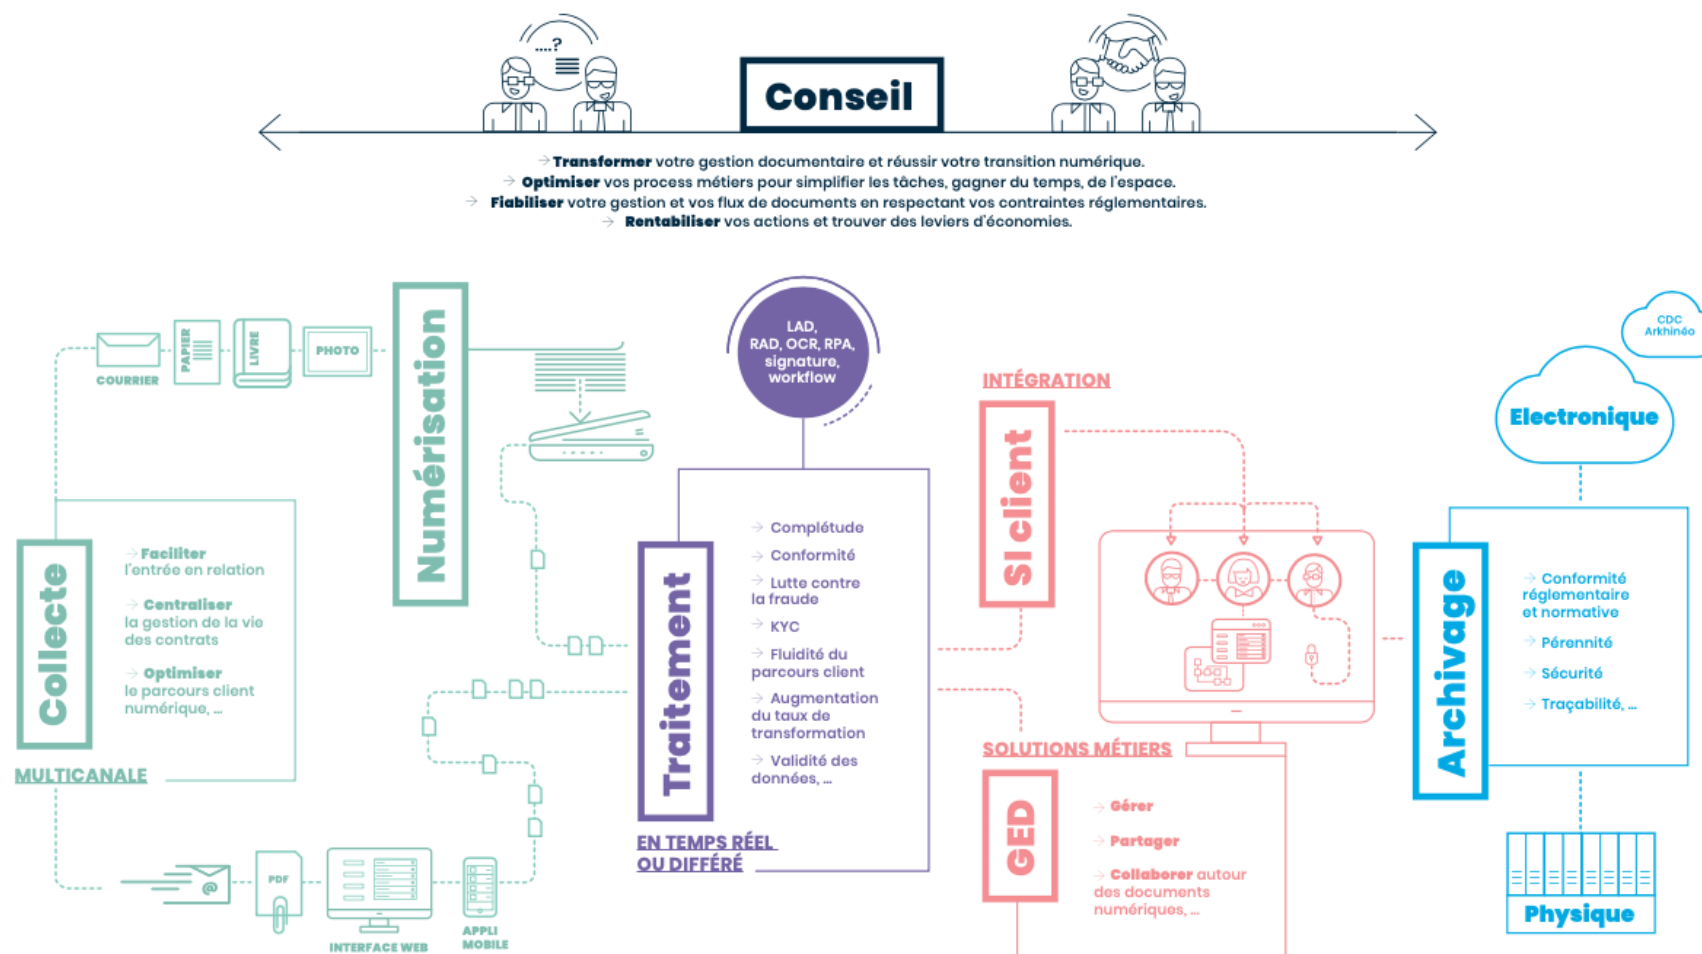 ....?
Conseil
→ Transformer votre gestion documentaire et réussir votre transition numérique.
→ Optimiser vos process métiers pour simplifier les tâches, gagner du temps, de l'espace.
→ Fiabiliser votre gestion et vos flux de documents en respectant vos contraintes réglementaires.
→ Rentabiliser vos actions et trouver des leviers d'économies.
COURRIER
PAPIER
LIVRE
PHOTO
Numérisation
Collecte
→ Faciliter
l'entrée en relation
→ Centraliser
la gestion de la vie
des contrats
→ Optimiser
le parcours client
numérique, ...
MULTICANALE
@
PDF
INTERFACE WEB
APPLI
MOBILE
LAD,
RAD, OCR, RPA,
signature,
workflow
Traitement
→ Complétude
→ Conformité
→ Lutte contre
la fraude
→ KYC
→ Fluidité du
parcours client
→ Augmentation
du taux de
transformation
→ Validité des
données, ...
EN TEMPS RÉEL
OU DIFFÉRÉ
INTÉGRATION
SI client
SOLUTIONS MÉTIERS
GED
→ Gérer
→ Partager
→ Collaborer autour
des documents
numériques, ...
CDC
Arkhinéo
Electronique
Archivage
→ Conformité
réglementaire
et normative
→ Pérennité
→ Sécurité
→ Traçabilité, ...
Physique